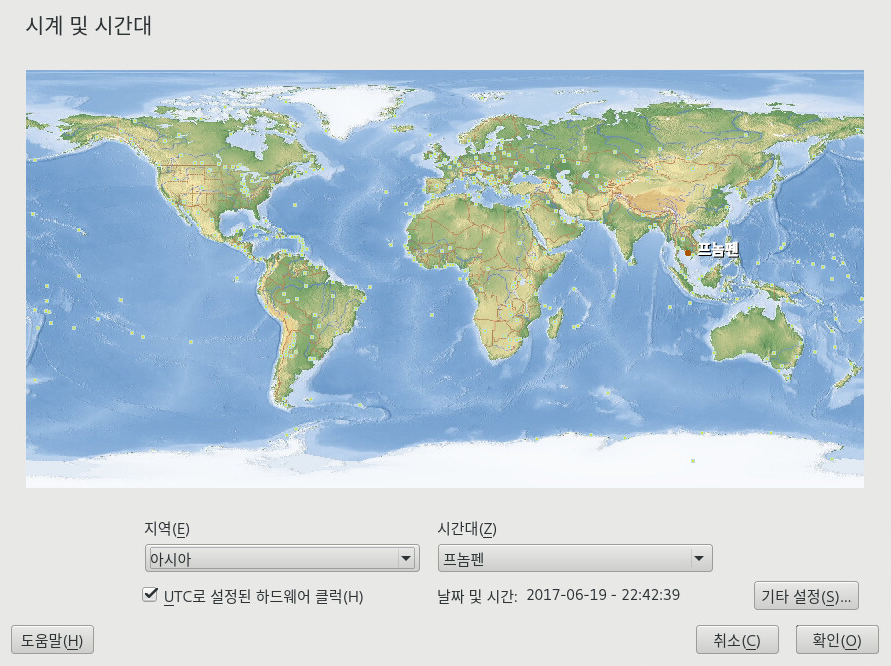 시계 및 시간대
프놈펜
지역(E)
시간대(Z)
아시아
프놈펜
UTC로 설정된 하드웨어 클럭(H)
날짜 및 시간: 2017-06-19 - 22:42:39
기타 설정(S)...
도움말(H)
취소(C)
확인(O)